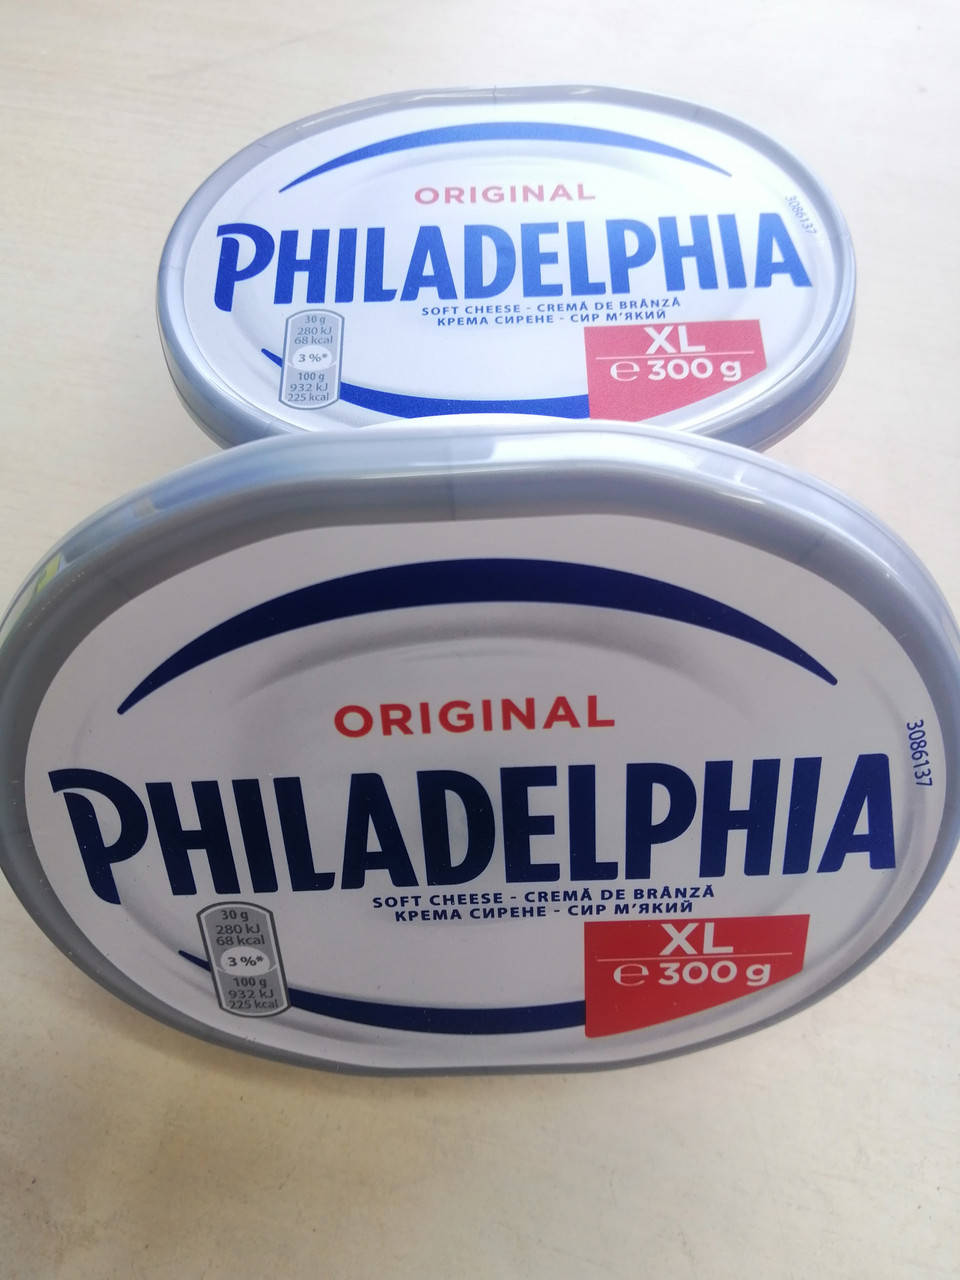 ORIGINAL
PHILADELPHIA
3086137
SOFT CHEESE - CREMĂ DE BRÂNZĂ
КРЕМА СИРЕНЕ - СИР М'ЯКИЙ
30 g
280 kJ
68 kcal
3 %*
100 g
932 kJ
225 kcal
XL
℮ 300 g
ORIGINAL
PHILADELPHIA
3086137
SOFT CHEESE - CREMĂ DE BRÂNZĂ
КРЕМА СИРЕНЕ - СИР М'ЯКИЙ
30 g
280 kJ
68 kcal
3 %*
100 g
932 kJ
225 kcal
XL
℮ 300 g